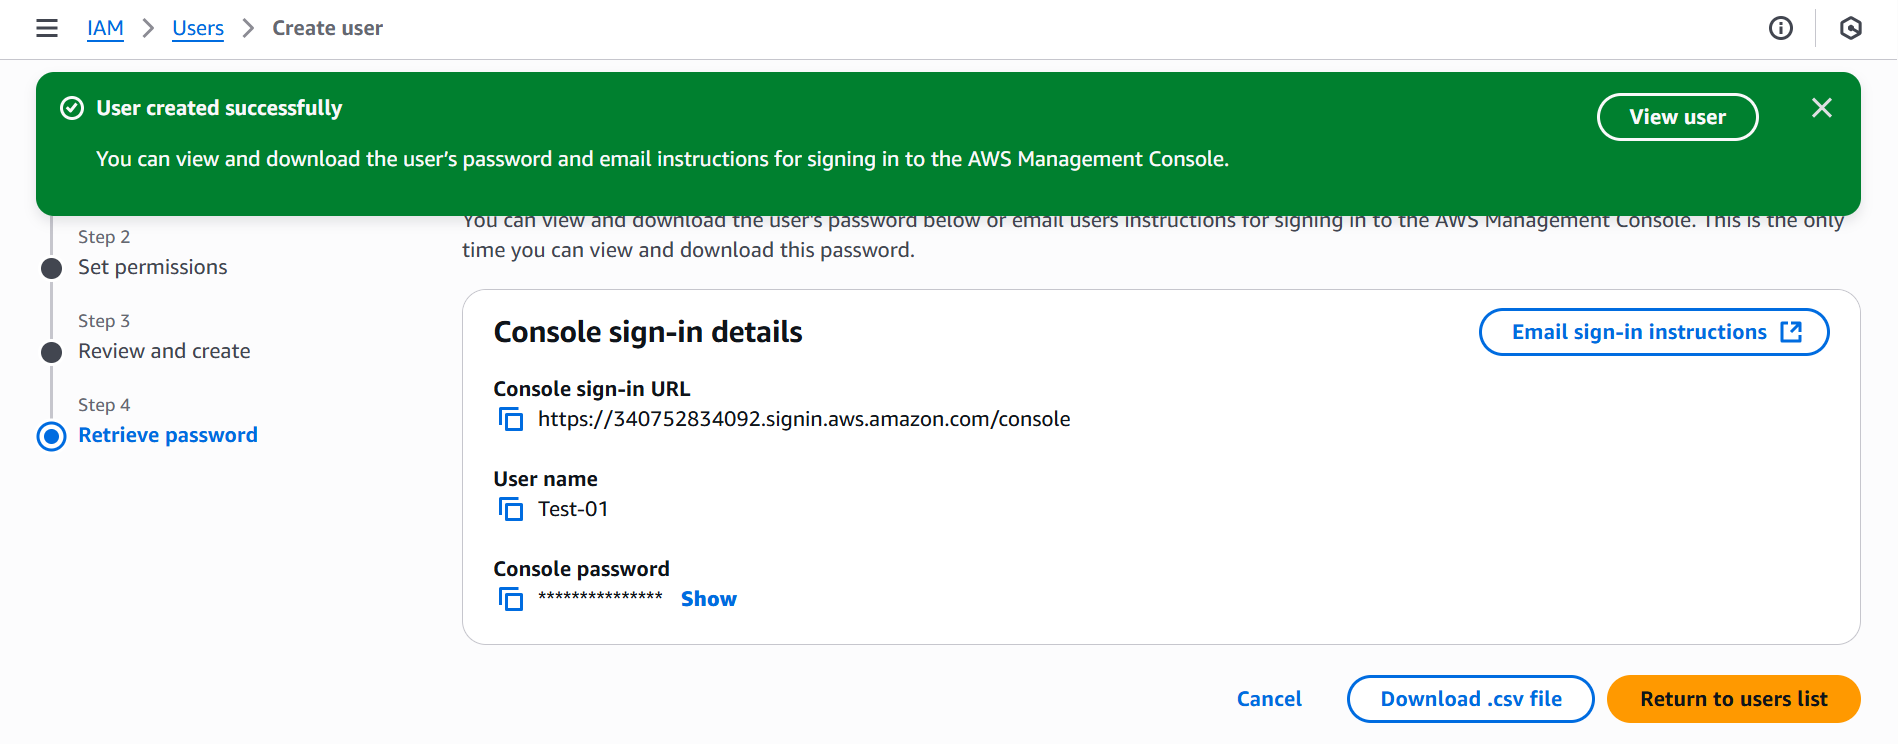 IAM > Users > Create user
User created successfully
View user
You can view and download the user's password and email instructions for signing in to the AWS Management Console.
You can view and download the user's password below or email users instructions for signing in to the AWS Management Console. This is the only
time you can view and download this password.
Step 2
Set permissions
Step 3
Review and create
Step 4
Retrieve password
Console sign-in details
Email sign-in instructions
Console sign-in URL
https://340752834092.signin.aws.amazon.com/console
User name
Test-01
Console password
*************** Show
Cancel
Download .csv file
Return to users list